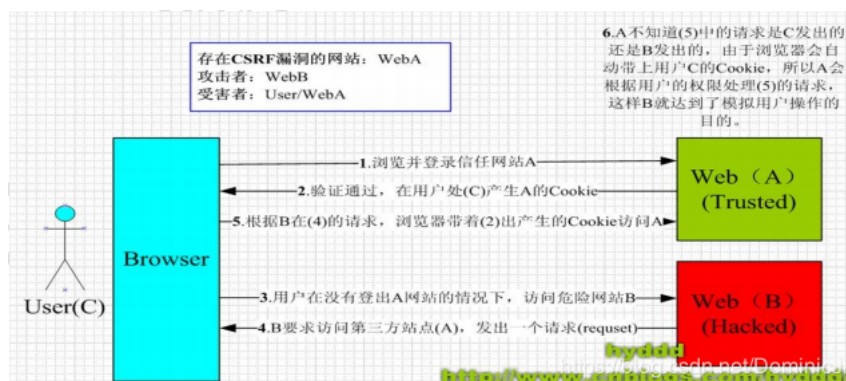 6.A不知道(5)中的请求是C发出的
还是B发出的，由于浏览器会自
动带上用户C的Cookie，所以A会
根据用户的权限处理(5)的请求，
这样B就达到了模拟用户操作的
目的。
存在CSRF漏洞的网站：WebA
攻击者：WebB
受害者：User/WebA
1.浏览并登录信任网站A
2.验证通过，在用户处(C)产生A的Cookie
5.根据B在(4)的请求，浏览器带着(2)出产生的Cookie访问A
Web（A）
(Trusted)
Browser
User(C)
3.用户在没有登出A网站的情况下，访问危险网站B
4.B要求访问第三方站点(A)，发出一个请求(requset)
Web（B）
(Hacked)
hyddd